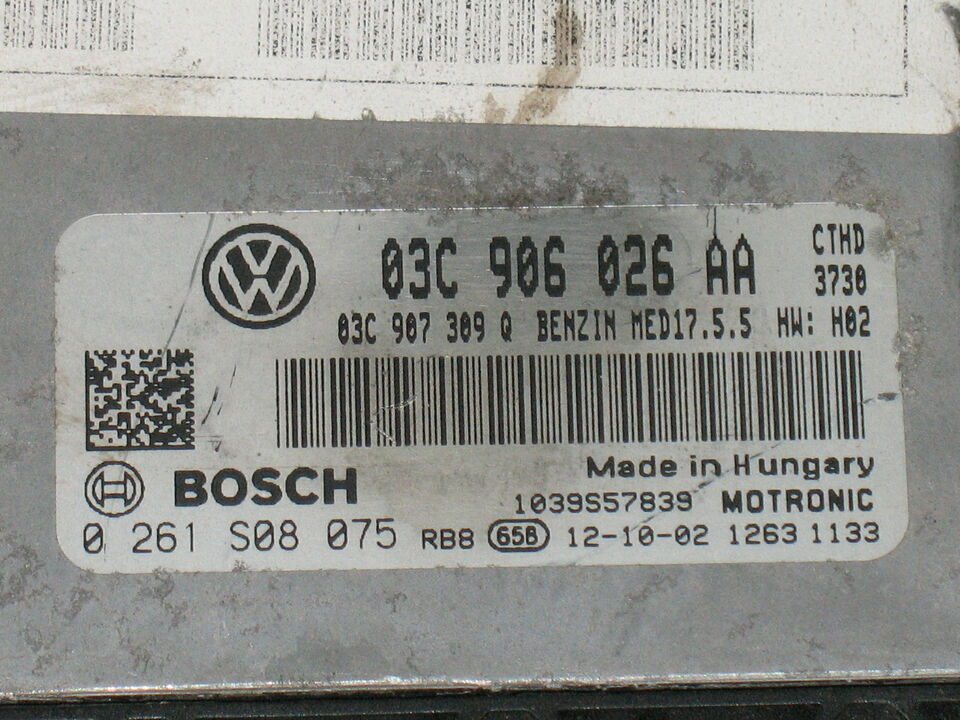 03C 906 026 AA CTHD
3730
03C 907 309 Q BENZIN MED17.5.5 HW: H02
BOSCH Made in Hungary
1039S57839 MOTRONIC
0 261 S08 075 RB8 65B 12-10-02 1263 1133